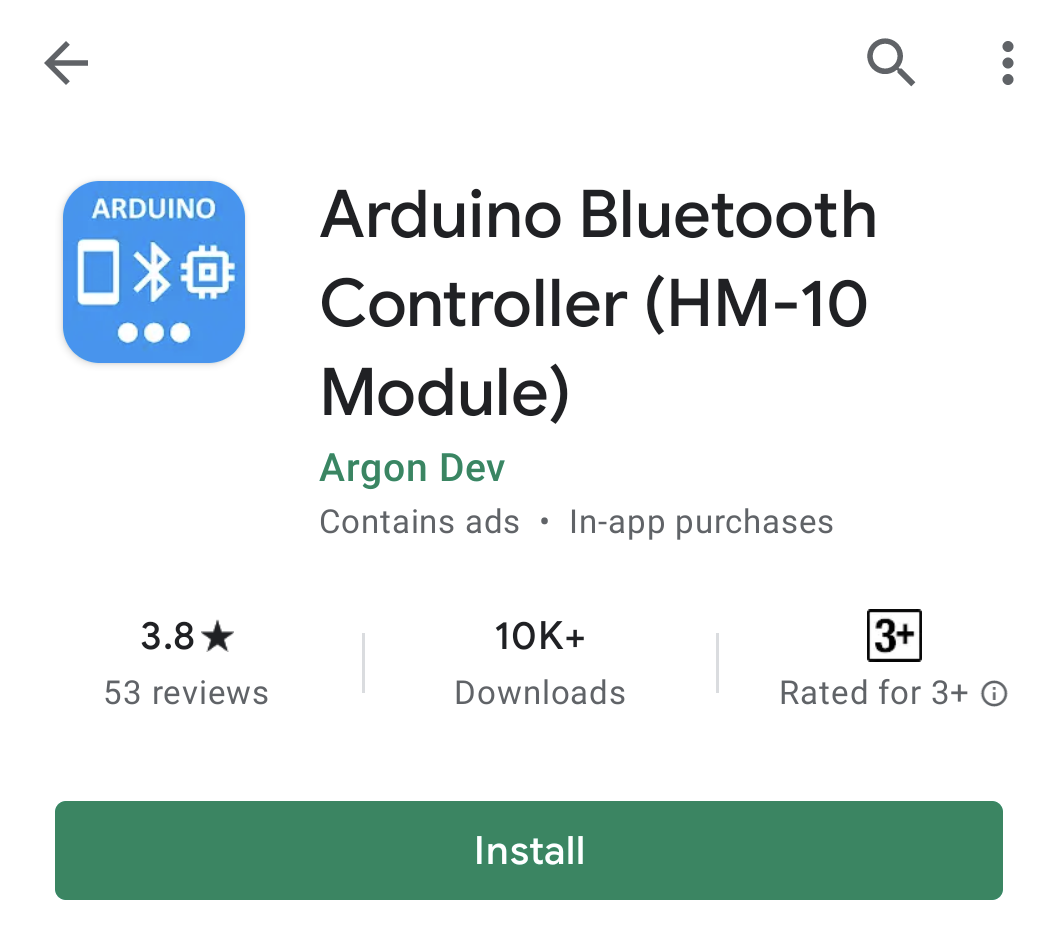 ARDUINO
Arduino Bluetooth
Controller (HM-10
Module)
Argon Dev
Contains ads • In-app purchases
3.8★
53 reviews
10K+
Downloads
3+
Rated for 3+
Install